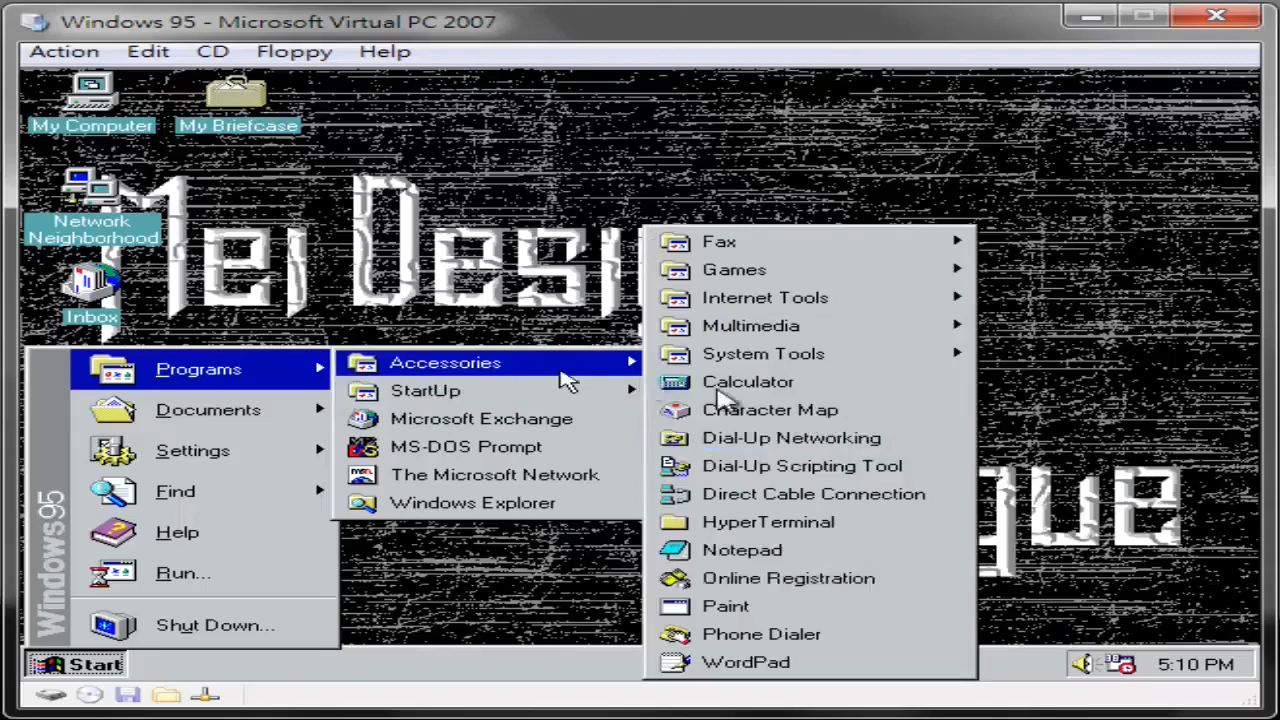 Windows 95 - Microsoft Virtual PC 2007
Action Edit CD Floppy Help
My Computer
My Briefcase
Network
Neighborhood
Inbox
Mei Desi
que
Fax
Games
Internet Tools
Multimedia
System Tools
Calculator
Character Map
Dial-Up Networking
Dial-Up Scripting Tool
Direct Cable Connection
HyperTerminal
Notepad
Online Registration
Paint
Phone Dialer
WordPad
Accessories
StartUp
Microsoft Exchange
MS-DOS Prompt
The Microsoft Network
Windows Explorer
Programs
Documents
Settings
Find
Help
Run...
Shut Down...
Windows95
Start
5:10 PM